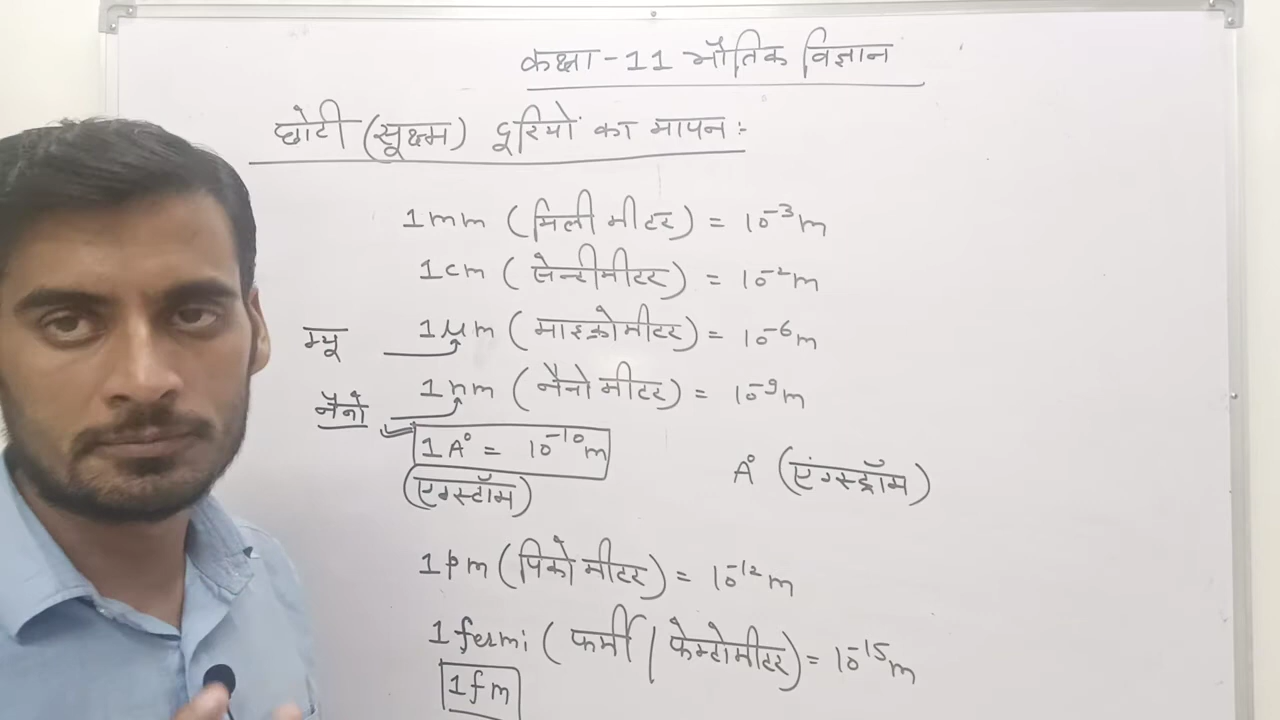 कक्षा - 11 भौतिक विज्ञान
छोटी (सूक्ष्म) दूरियों का मापन :-
1mm (मिली मीटर) = 10⁻³m
1cm (सेन्टीमीटर) = 10⁻²m
म्यू 1μm (माइक्रोमीटर) = 10⁻⁶m
नैनो 1nm (नैनो मीटर) = 10⁻⁹m
1A° = 10⁻¹⁰m
(एंगस्टॉम) A° (एंगस्ट्रॉम)
1pm (पिको मीटर) = 10⁻¹²m
1fermi (फर्मी / फेम्टोमीटर) = 10⁻¹⁵m
1fm